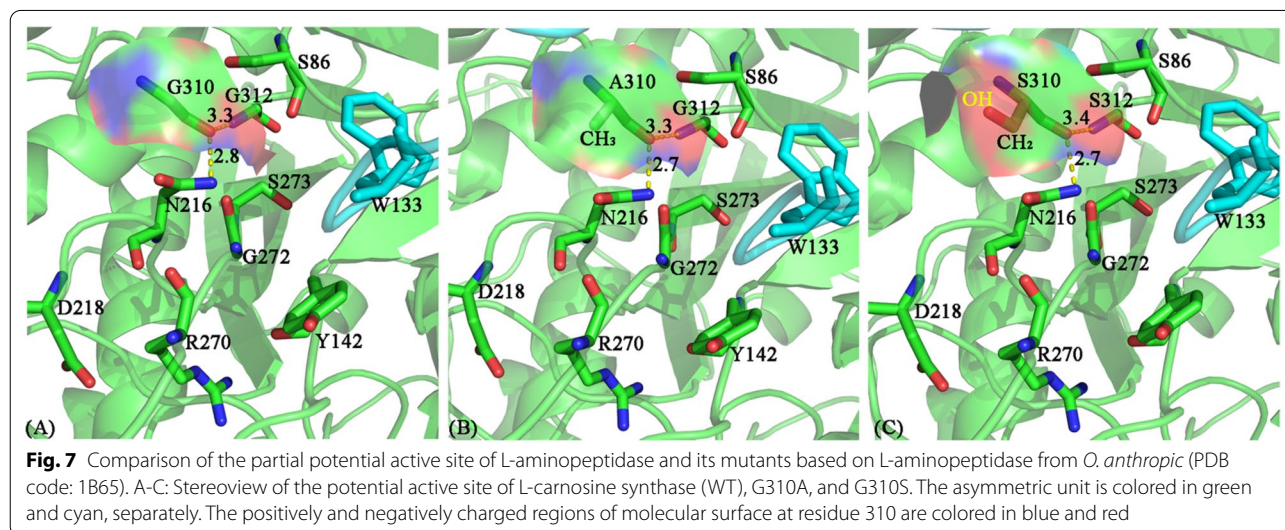 S86
G310
G312
3.3
2.8
N216
S273
W133
G272
D218
R270
Y142
(A)
S86
A310
G312
CH₃
3.3
2.7
N216
S273
W133
G272
D218
R270
Y142
(B)
S86
S310
OH
S312
3.4
CH₂
2.7
S273
N216
W133
G272
D218
R270
Y142
(C)
Fig. 7 Comparison of the partial potential active site of L-aminopeptidase and its mutants based on L-aminopeptidase from O. anthropic (PDB
code: 1B65). A-C: Stereoview of the potential active site of L-carnosine synthase (WT), G310A, and G310S. The asymmetric unit is colored in green
and cyan, separately. The positively and negatively charged regions of molecular surface at residue 310 are colored in blue and red